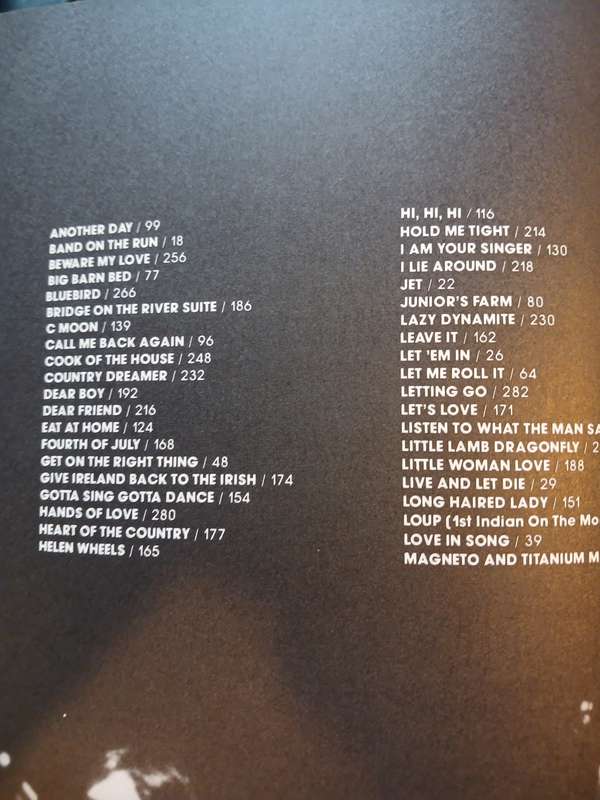 ANOTHER DAY / 99
BAND ON THE RUN / 18
BEWARE MY LOVE / 256
BIG BARN BED / 77
BLUEBIRD / 266
BRIDGE ON THE RIVER SUITE / 186
C MOON / 139
CALL ME BACK AGAIN / 96
COOK OF THE HOUSE / 248
COUNTRY DREAMER / 232
DEAR BOY / 192
DEAR FRIEND / 216
EAT AT HOME / 124
FOURTH OF JULY / 168
GET ON THE RIGHT THING / 48
GIVE IRELAND BACK TO THE IRISH / 174
GOTTA SING GOTTA DANCE / 154
HANDS OF LOVE / 280
HEART OF THE COUNTRY / 177
HELEN WHEELS / 165
HI, HI, HI / 116
HOLD ME TIGHT / 214
I AM YOUR SINGER / 130
I LIE AROUND / 218
JET / 22
JUNIOR'S FARM / 80
LAZY DYNAMITE / 230
LEAVE IT / 162
LET 'EM IN / 26
LET ME ROLL IT / 64
LETTING GO / 282
LET'S LOVE / 171
LISTEN TO WHAT THE MAN
LITTLE LAMB DRAGONFLY /
LITTLE WOMAN LOVE / 188
LIVE AND LET DIE / 29
LONG HAIRED LADY / 151
LOUP (1st Indian On The
LOVE IN SONG / 39
MAGNETO AND TITANIUM